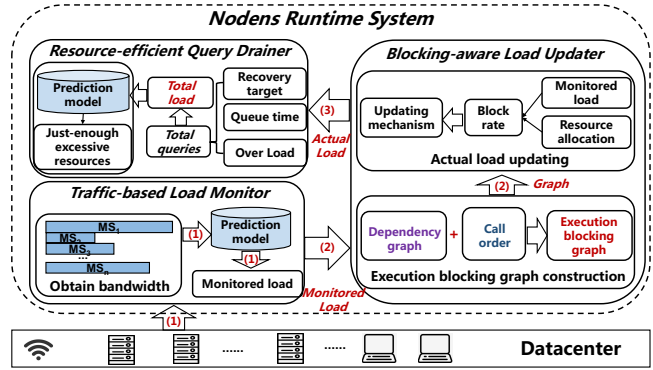 Nodens Runtime System
Resource-efficient Query Drainer
Prediction
model
Just-enough
excessive
resources
Total
load
Total
queries
Recovery
target
Queue time
Over Load
(3)
Actual
Load
Blocking-aware Load Updater
Updating
mechanism
Block
rate
Monitored
load
Resource
allocation
Actual load updating
(2)
Graph
Dependency
graph
+
Call
order
Execution
blocking
graph
Execution blocking graph construction
Traffic-based Load Monitor
MS1
MS2
MS3
...
MSn
Obtain bandwidth
(1)
Prediction
model
(1)
Monitored load
(2)
Monitored
Load
(1)
......
......
Datacenter